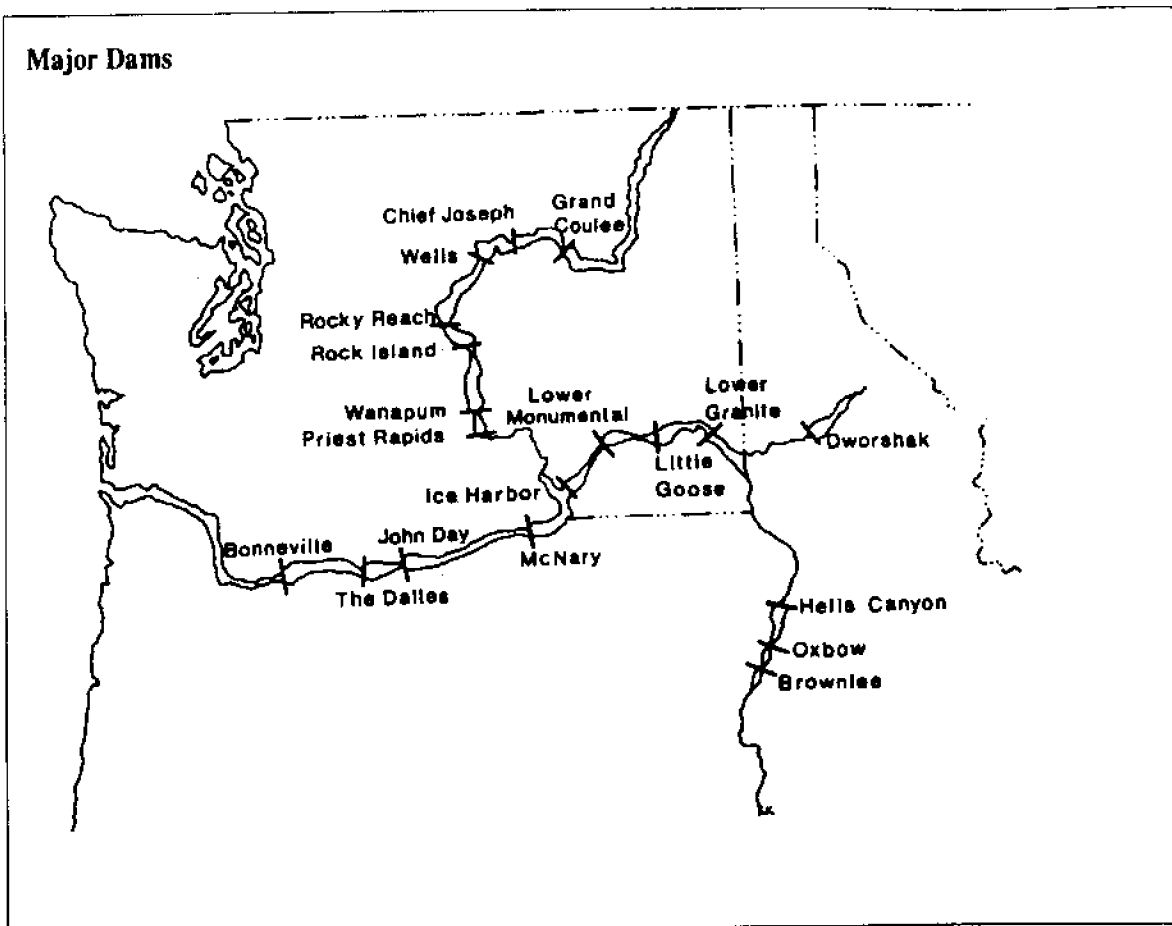 Major Dams
Grand
Coulee
Chief Joseph
Wells
Rocky Reach
Rock Island
Lower
Monumental
Lower
Granite
Wanapum
Priest Rapids
Dworshak
Little
Goose
Ice Harbor
John Day
Bonneville
McNary
The Dalles
Hells Canyon
Oxbow
Brownlee